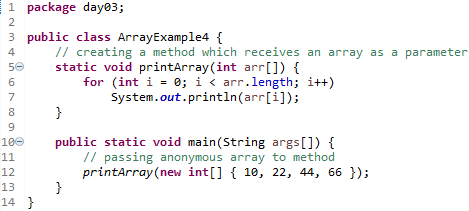 1 package day03;
2
3 public class ArrayExample4 {
4     // creating a method which receives an array as a parameter
5     static void printArray(int arr[]) {
6         for (int i = 0; i < arr.length; i++)
7             System.out.println(arr[i]);
8     }
9
10     public static void main(String args[]) {
11         // passing anonymous array to method
12         printArray(new int[] { 10, 22, 44, 66 });
13     }
14 }